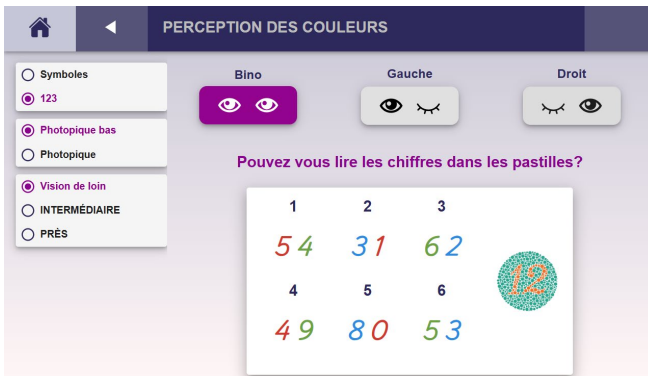 PERCEPTION DES COULEURS
Symboles
123
Photopique bas
Photopique
Vision de loin
INTERMÉDIAIRE
PRÈS
Bino Gauche Droit
Pouvez vous lire les chiffres dans les pastilles?
1 2 3
54 31 62
4 5 6
49 80 53
12